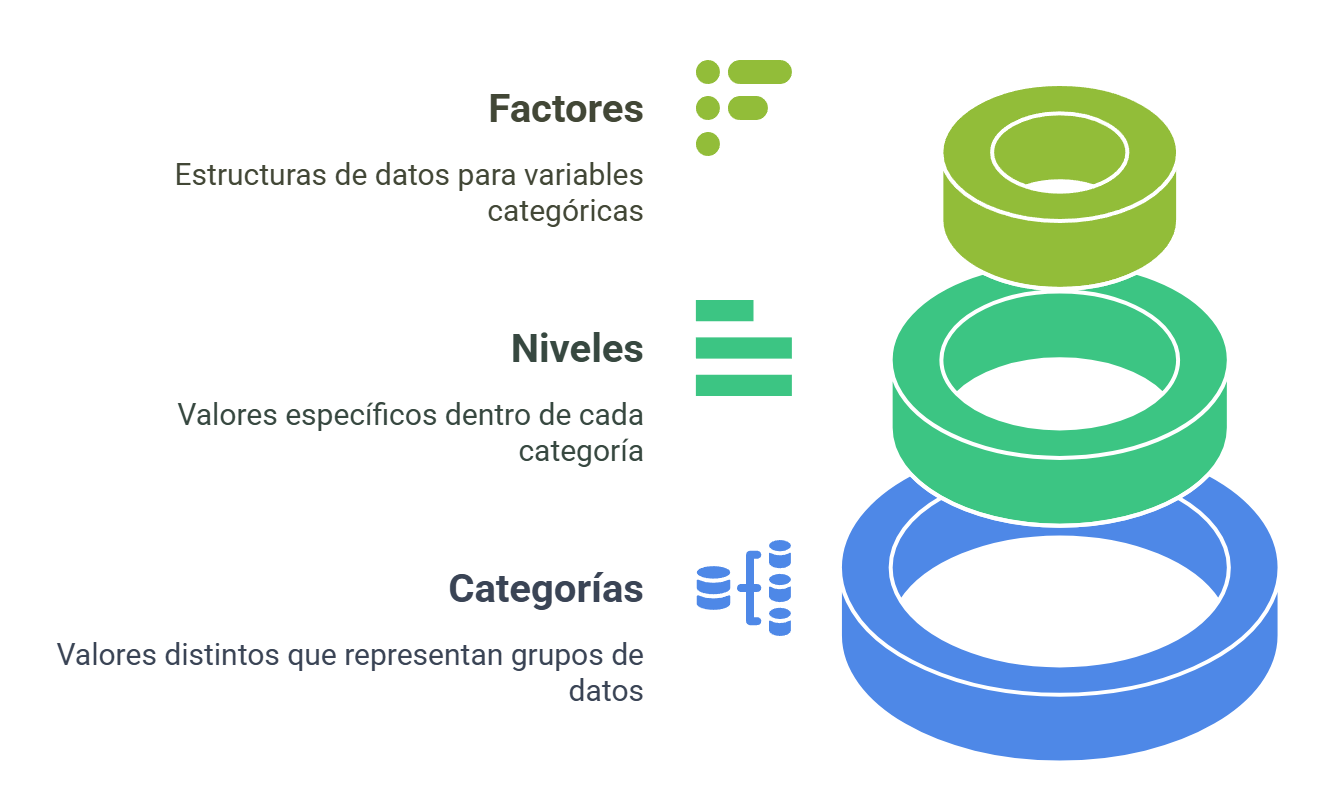 Factores
Estructuras de datos para variables
categóricas
Niveles
Valores específicos dentro de cada
categoría
Categorías
Valores distintos que representan grupos de
datos